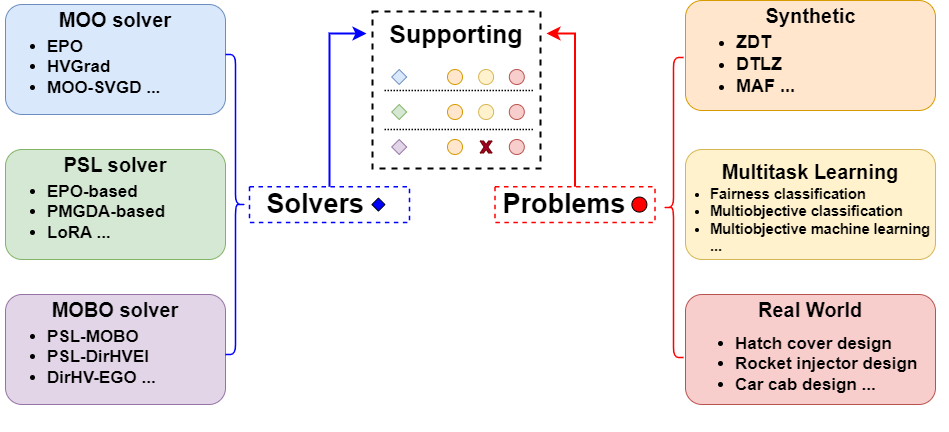 MOO solver
• EPO
• HVGrad
• MOO-SVGD ...
PSL solver
• EPO-based
• PMGDA-based
• LoRA ...
MOBO solver
• PSL-MOBO
• PSL-DirHVEI
• DirHV-EGO ...
Solvers
Supporting
X
Problems
Synthetic
• ZDT
• DTLZ
• MAF ...
Multitask Learning
• Fairness classification
• Multiobjective classification
• Multiobjective machine learning
...
Real World
• Hatch cover design
• Rocket injector design
• Car cab design ...